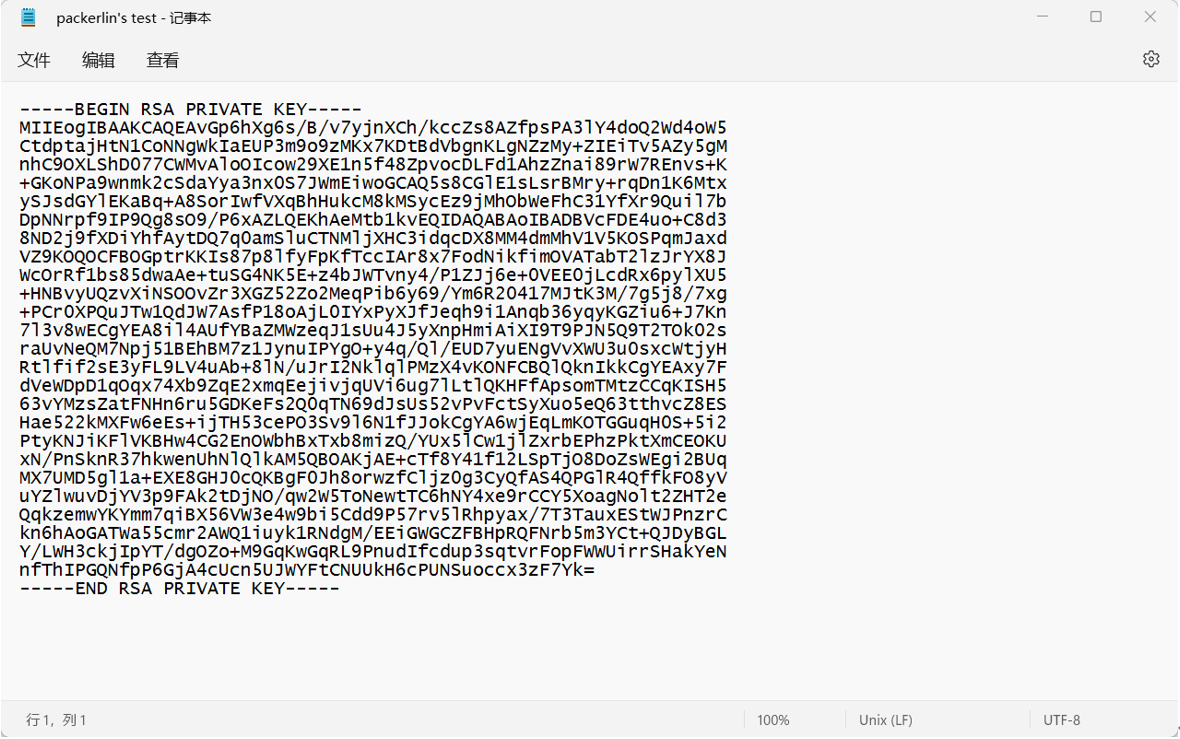 packerlin's test - 记事本
文件 编辑 查看
-----BEGIN RSA PRIVATE KEY-----
MIIEogIBAAKCAQEAvGp6hXg6s/B/v7yjnXCh/kccZs8AZfpsPA3lY4doQ2Wd4oW5
CtdptajHtN1CoNNgWkIaEUP3m9o9zMKx7KDtBdVbgnKLgNZzMy+ZIEiTv5AZy5gM
nhC9OXLShD077CWMvAloOIcow29XE1n5f48ZpvocDLFd1AhzZnai89rW7REnvs+K
+GKoNPa9wnmk2cSdaYya3nx0S7JWmEiwoGCAQ5s8CGlE1sLsrBMry+rqDn1K6Mtx
ySJsdGYlEKaBq+A8SorIwfVXqBhHukcM8kMSycEz9jMhObWeFhC31YfXr9Quil7b
DpNNrpf9IP9Qg8sO9/P6xAZLQEKhAeMtb1kvEQIDAQABAoIBADBVcFDE4uo+C8d3
8ND2j9fXDiYhfAytDQ7q0amSluCTNMljXHC3idqcDX8MM4dmMhV1V5KOSPqmJaxd
VZ9KOQOCFBOGptrKKIs87p8lfyFpKfTccIAr8x7FodNikfimOVATabT2lzJrYX8J
WcOrRf1bs85dwaAe+tuSG4NK5E+z4bJWTvny4/P1ZJj6e+0VEE0jLcdRx6pylXU5
+HNBvyUQzvXiNSOOvZr3XGZ52Zo2MeqPib6y69/Ym6R20417MJtK3M/7g5j8/7xg
+PCr0XPQuJTw1QdJW7AsfP18oAjL0IYxPyXJfJeqh9i1Anqb36yqyKGZiu6+J7Kn
7l3v8wECgYEA8il4AUfYBaZMWzeqJ1sUu4J5yXnpHmiAiXI9T9PJN5Q9T2TOk02s
raUvNeQM7Npj51BEhBM7z1JynuIPYgO+y4q/Ql/EUD7yuENgVvXWU3u0sxcWtjyH
Rtlfif2sE3yFL9LV4uAb+8lN/uJrI2NklqlPMzX4vKONFCBQlQknIkkCgYEAxy7F
dVeWDpD1qOqx74Xb9ZqE2xmqEejivjqUVi6ug7lLtlQKHFfApsomTMtzCCqKISH5
63vYMzsZatFNHn6ru5GDKeFs2Q0qTN69dJsUs52vPvFctSyXuo5eQ63tthvcZ8ES
Hae522kMXFw6eEs+ijTH53cePO3Sv9l6N1fJJokCgYA6wjEqLmKOTGGuqH0S+5i2
PtyKNJiKFlVKBHw4CG2EnOWbhBxTxb8mizQ/YUx5lCw1jlZxrbEPhzPktXmCEOKU
xN/PnSknR37hkwenUhNlQlkAM5QBOAKjAE+cTf8Y41f12LSpTjO8DoZsWEgi2BUq
MX7UMD5gl1a+EXE8GHJ0cQKBgF0Jh8orwzfCljz0g3CyQfAS4QPGlR4QffkFO8yV
uYZlwuvDjYV3p9FAk2tDjNO/qw2W5ToNewtTC6hNY4xe9rCCY5XoagNolt2ZHT2e
QqkzemwYKYmm7qiBX56VW3e4w9bi5Cdd9P57rv5lRhpyax/7T3TauxEStWJPnzrC
kn6hAoGATWa55cmr2AWQ1iuyk1RNdgM/EEiGWGCZFBHpRQFNrb5m3YCt+QJDyBGL
Y/LWH3ckjIpYT/dgOZo+M9GqKwGqRL9PnudIfcdup3sqtvrFopFWWUirrSHakYeN
nfThIPGQNfpP6GjA4cUcn5UJWYFtCNUUkH6cPUNSuoccx3zF7Yk=
-----END RSA PRIVATE KEY-----
行 1，列 1 100% Unix (LF) UTF-8